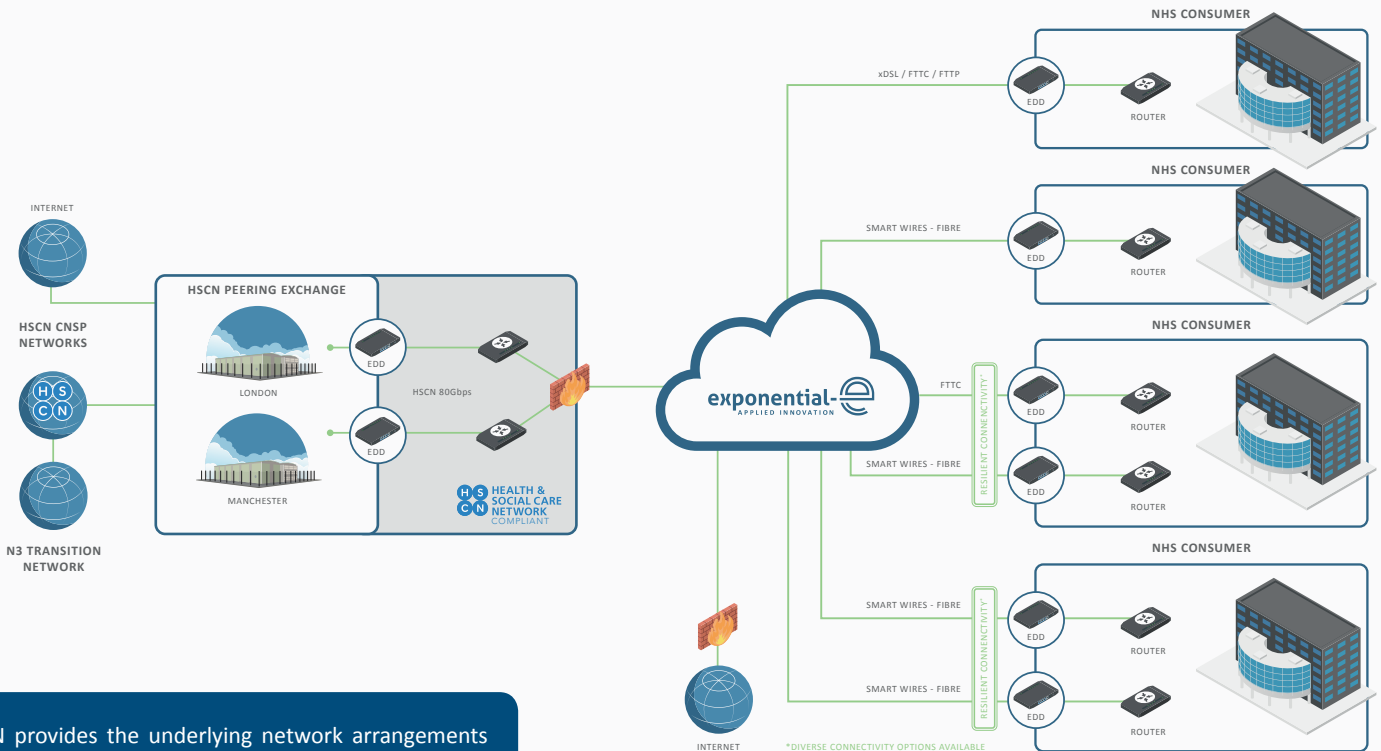 NHS CONSUMER
xDSL / FTTC / FTTP
EDD
ROUTER
NHS CONSUMER
SMART WIRES - FIBRE
EDD
ROUTER
INTERNET
HSCN CNSP
NETWORKS
H S
C N
N3 TRANSITION
NETWORK
HSCN PEERING EXCHANGE
LONDON
MANCHESTER
EDD
EDD
HSCN 80Gbps
H S
C N
HEALTH &
SOCIAL CARE
NETWORK
COMPLIANT
exponential-e
APPLIED INNOVATION
NHS CONSUMER
FTTC
SMART WIRES - FIBRE
RESILIENT CONNENCTIVITY*
EDD
ROUTER
EDD
ROUTER
NHS CONSUMER
SMART WIRES - FIBRE
SMART WIRES - FIBRE
RESILIENT CONNENCTIVITY*
EDD
ROUTER
EDD
ROUTER
INTERNET
*DIVERSE CONNECTIVITY OPTIONS AVAILABLE
N provides the underlying network arrangements